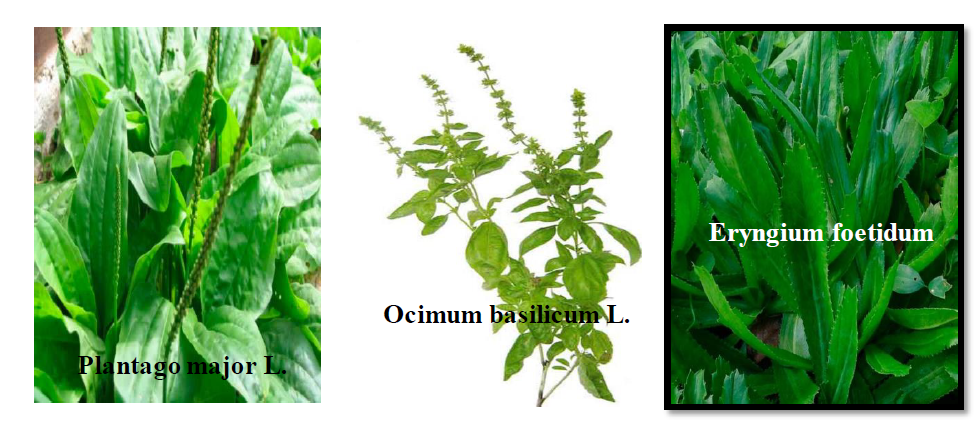 Plantago major L.
Ocimum basilicum L.
Eryngium foetidum